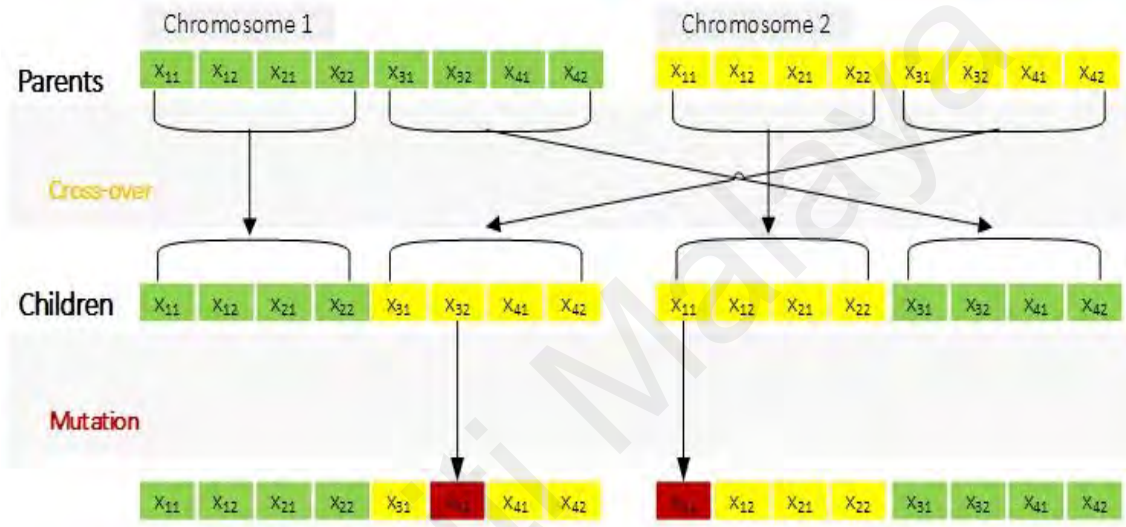 Chromosome 1 Chromosome 2
Parents X₁₁ X₁₂ X₂₁ X₂₂ X₃₁ X₃₂ X₄₁ X₄₂ X₁₁ X₁₂ X₂₁ X₂₂ X₃₁ X₃₂ X₄₁ X₄₂
Cross-over
Children X₁₁ X₁₂ X₂₁ X₂₂ X₃₁ X₃₂ X₄₁ X₄₂ X₁₁ X₁₂ X₂₁ X₂₂ X₃₁ X₃₂ X₄₁ X₄₂
Mutation
X₁₁ X₁₂ X₂₁ X₂₂ X₃₁ X₄₁ X₄₂ X₁₂ X₂₁ X₂₂ X₃₁ X₃₂ X₄₁ X₄₂
Malaya